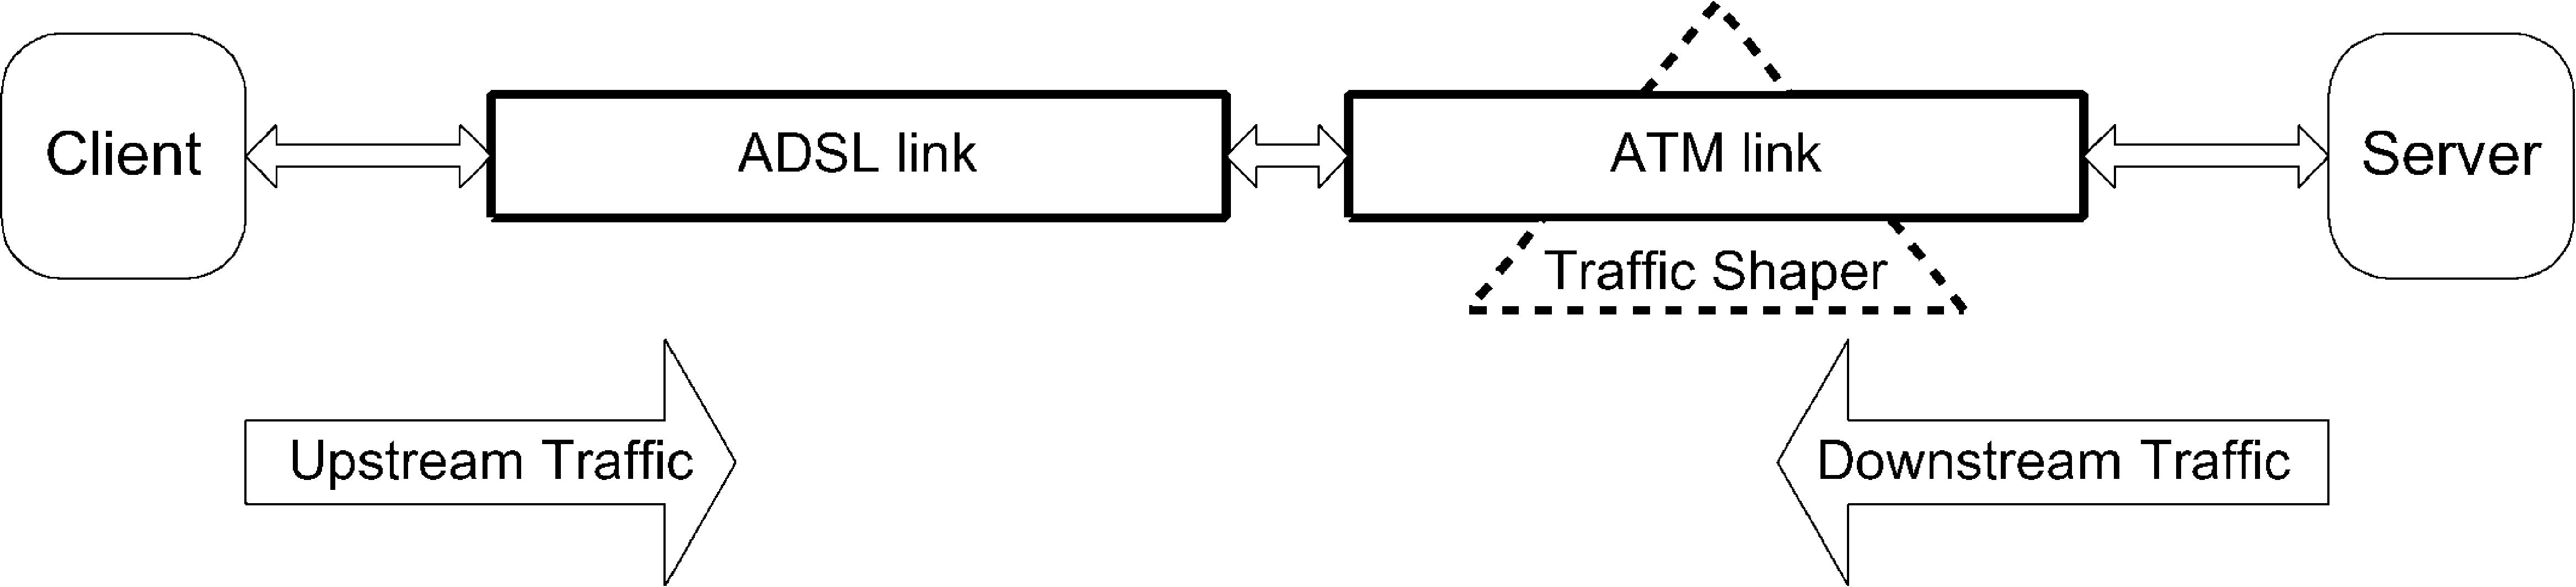 Client
ADSL link
ATM link
Server
Traffic Shaper
Upstream Traffic
Downstream Traffic